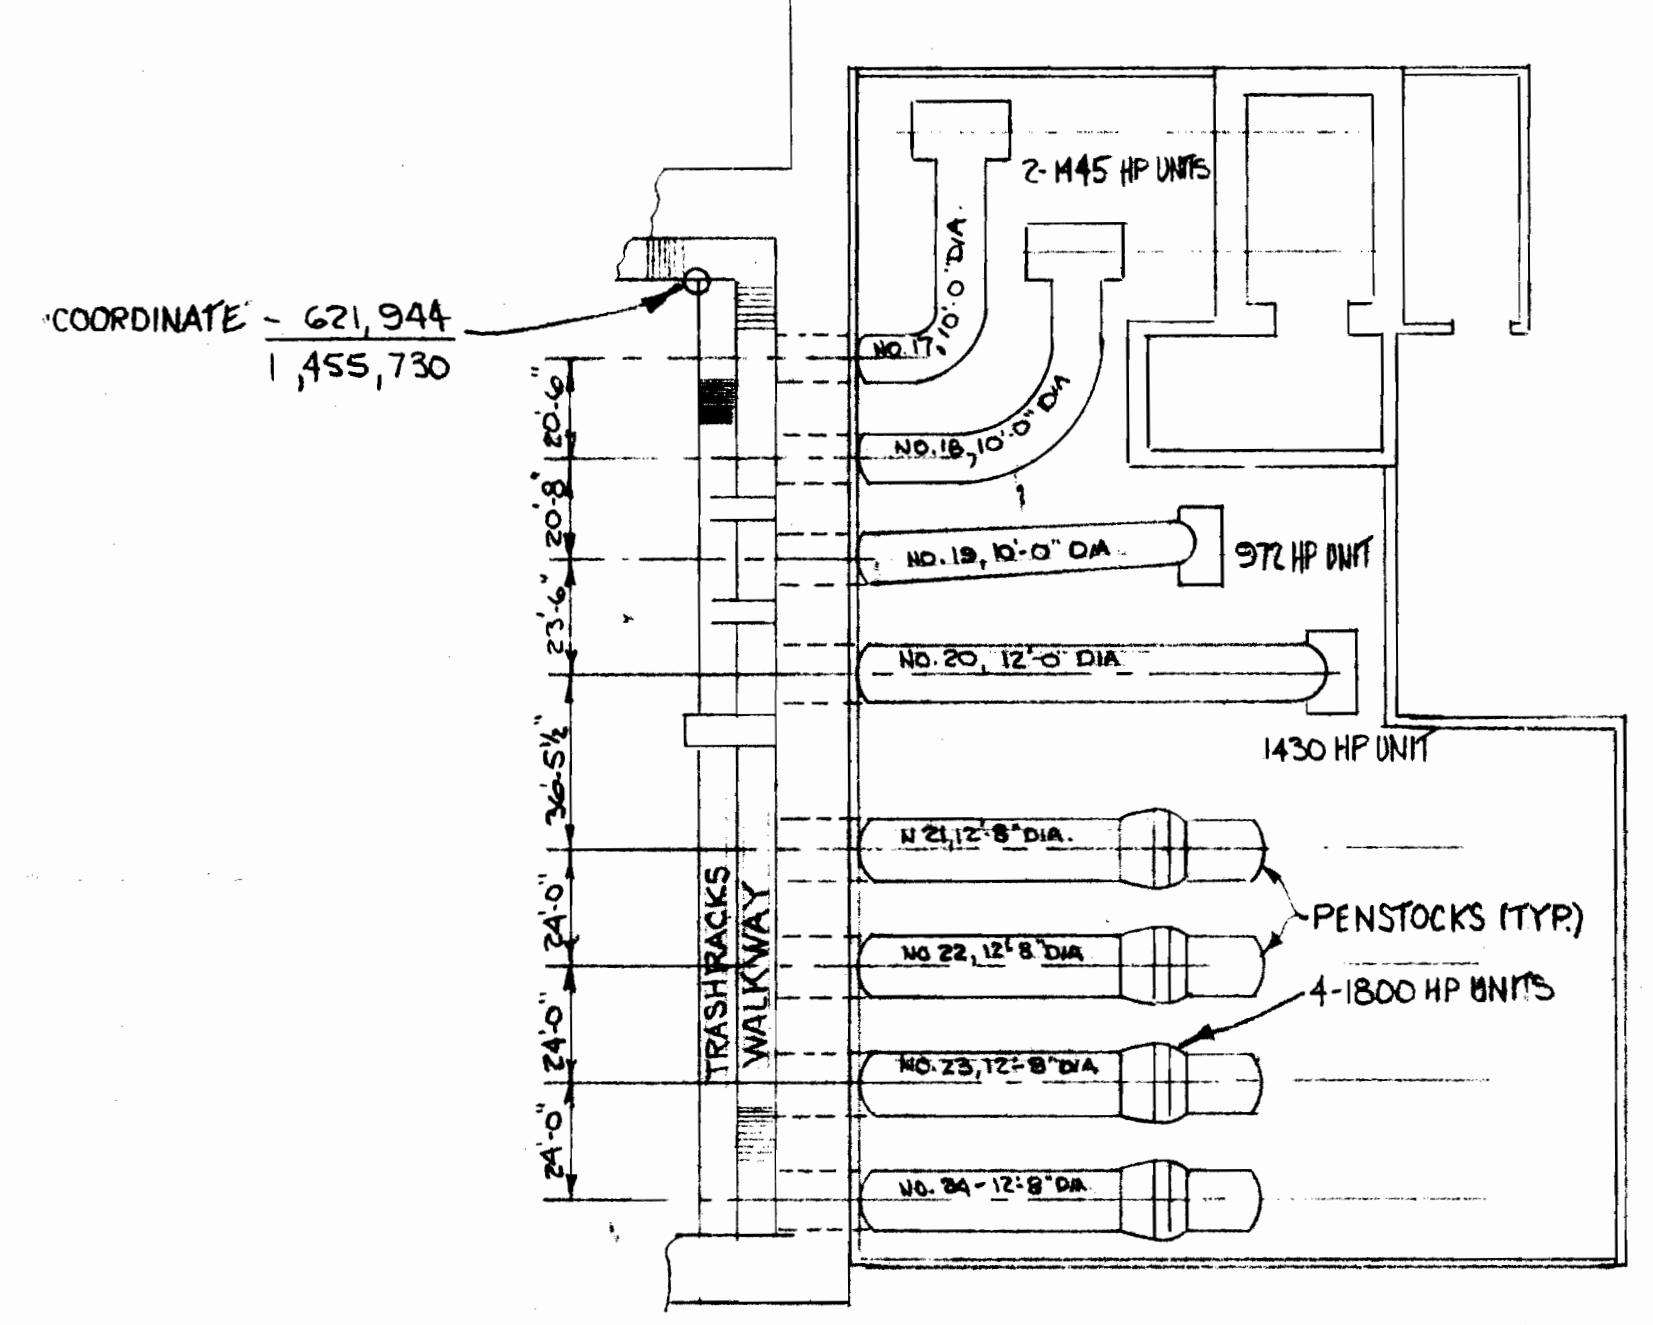 2-1445 HP UNITS
NO. 17, 10'-0" DIA.
COORDINATE - 621,944
1,455,730
20'-6"
NO. 18, 10'-0" DIA
20'-8"
NO. 19, 10'-0" DIA
972 HP UNIT
23'-6"
NO. 20, 12'-0" DIA
1430 HP UNIT
36'-5½"
N 21, 12'-8" DIA.
TRASHRACKS
WALKWAY
24'-0"
PENSTOCKS (TYP.)
NO 22, 12'-8" DIA
4-1800 HP UNITS
24'-0"
NO. 23, 12'-8" DIA
24'-0"
NO. 24-12'-8" DIA.